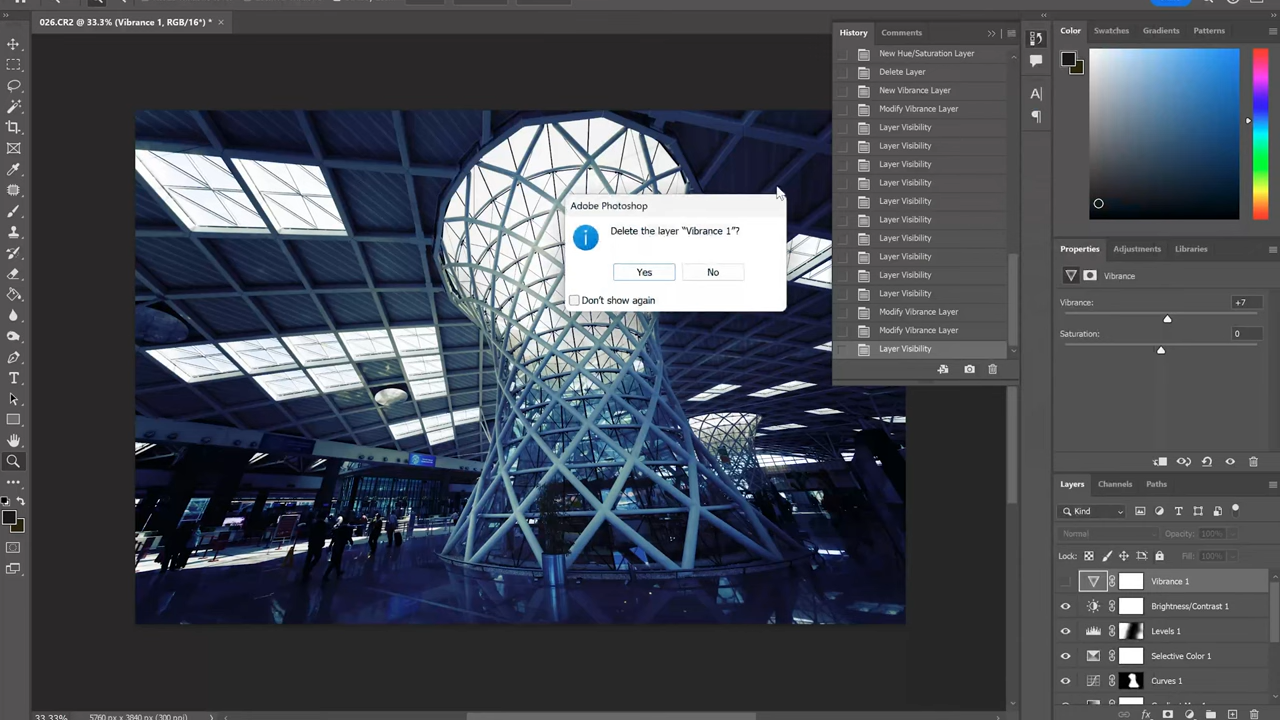 026.CR2 @ 33.3% (Vibrance 1, RGB/16*) *
History
Comments
New Hue/Saturation Layer
Delete Layer
New Vibrance Layer
Modify Vibrance Layer
Layer Visibility
Layer Visibility
Layer Visibility
Layer Visibility
Layer Visibility
Layer Visibility
Layer Visibility
Layer Visibility
Layer Visibility
Layer Visibility
Modify Vibrance Layer
Modify Vibrance Layer
Layer Visibility
Adobe Photoshop
Delete the layer “Vibrance 1”?
Yes
No
Don't show again
Color
Swatches
Gradients
Patterns
Properties
Adjustments
Libraries
Vibrance
Vibrance:
+7
Saturation:
0
Layers
Channels
Paths
Kind
Normal
Opacity: 100%
Lock:
Fill: 100%
Vibrance 1
Brightness/Contrast 1
Levels 1
Selective Color 1
Curves 1
33.33%
5760 px x 3840 px (300 ppi)